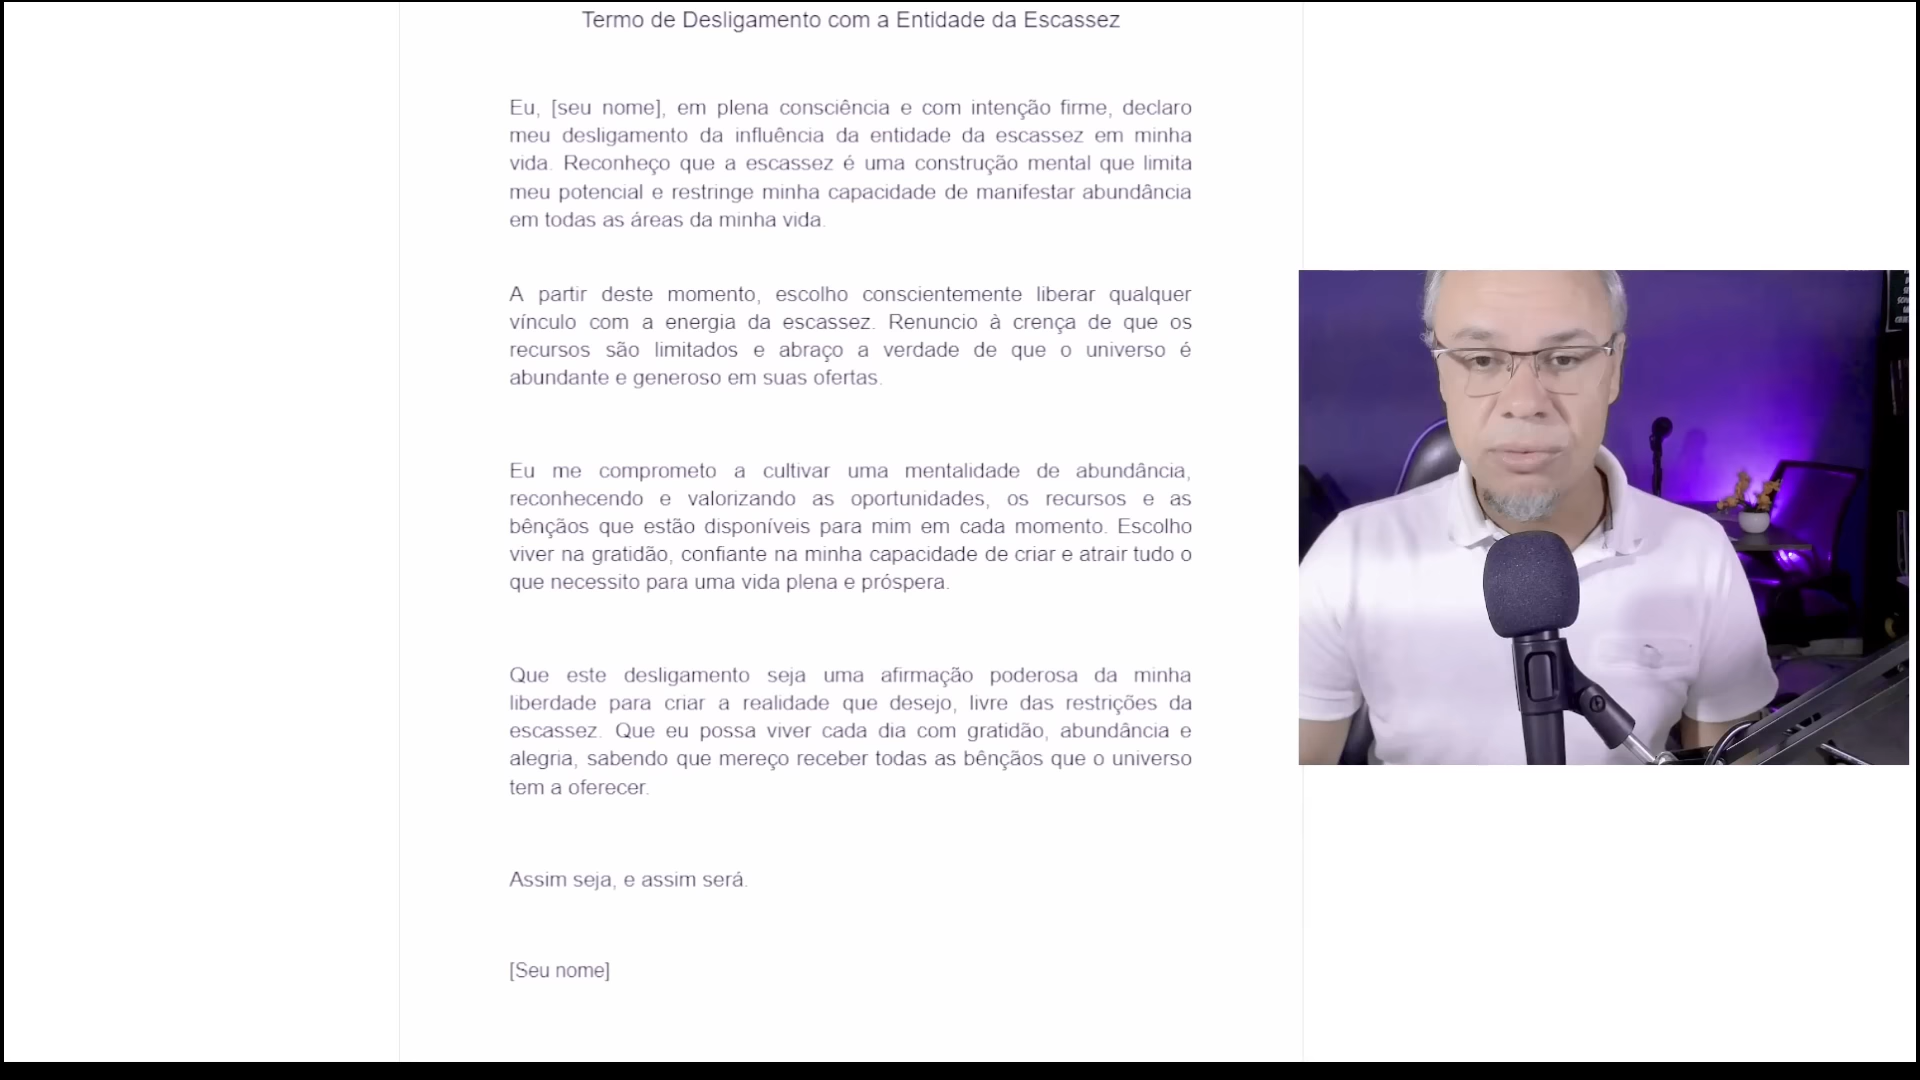 Termo de Desligamento com a Entidade da Escassez
Eu, [seu nome], em plena consciência e com intenção firme, declaro
meu desligamento da influência da entidade da escassez em minha
vida. Reconheço que a escassez é uma construção mental que limita
meu potencial e restringe minha capacidade de manifestar abundância
em todas as áreas da minha vida.
A partir deste momento, escolho conscientemente liberar qualquer
vínculo com a energia da escassez. Renuncio à crença de que os
recursos são limitados e abraço a verdade de que o universo é
abundante e generoso em suas ofertas.
Eu me comprometo a cultivar uma mentalidade de abundância,
reconhecendo e valorizando as oportunidades, os recursos e as
bênçãos que estão disponíveis para mim em cada momento. Escolho
viver na gratidão, confiante na minha capacidade de criar e atrair tudo o
que necessito para uma vida plena e próspera.
Que este desligamento seja uma afirmação poderosa da minha
liberdade para criar a realidade que desejo, livre das restrições da
escassez. Que eu possa viver cada dia com gratidão, abundância e
alegria, sabendo que mereço receber todas as bênçãos que o universo
tem a oferecer.
Assim seja, e assim será.
[Seu nome]